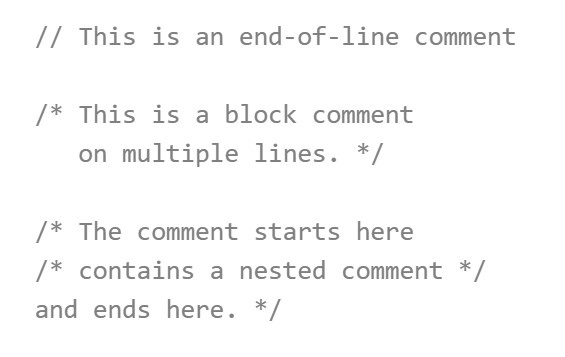 // This is an end-of-line comment
/* This is a block comment
on multiple lines. */
/* The comment starts here
/* contains a nested comment */
and ends here. */